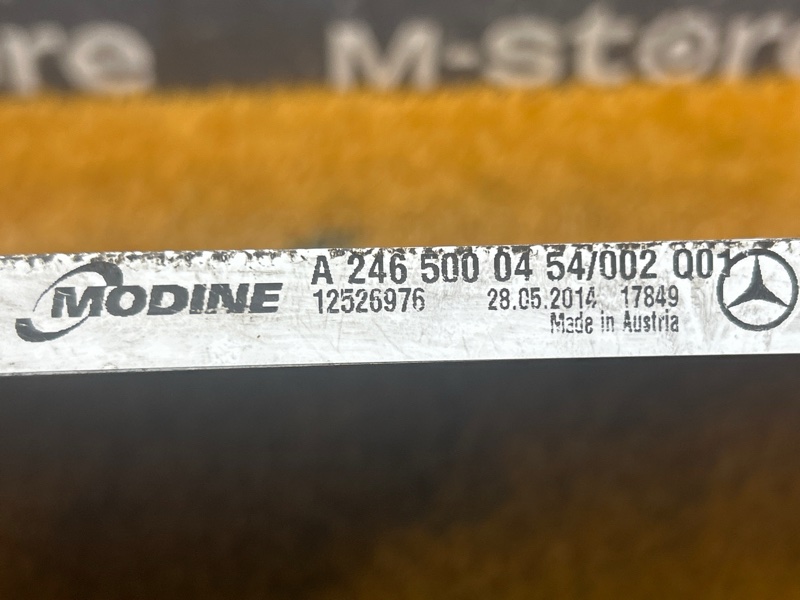 M-store
MODINE
A 246 500 04 54/002 Q01
12526976 28.05.2014 17849
Made in Austria